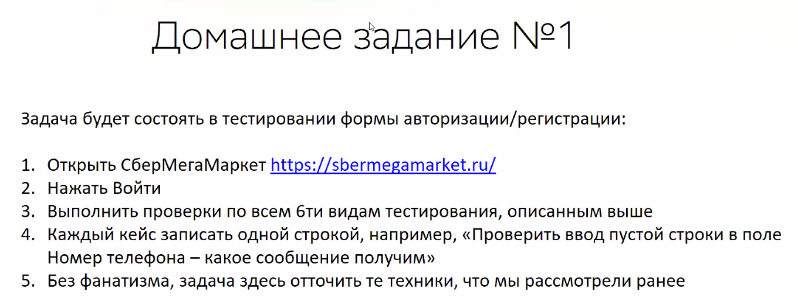 Домашнее задание №1
Задача будет состоять в тестировании формы авторизации/регистрации:
1. Открыть СберМегаМаркет https://sbermegamarket.ru/
2. Нажать Войти
3. Выполнить проверки по всем 6ти видам тестирования, описанным выше
4. Каждый кейс записать одной строкой, например, «Проверить ввод пустой строки в поле
Номер телефона – какое сообщение получим»
5. Без фанатизма, задача здесь отточить те техники, что мы рассмотрели ранее